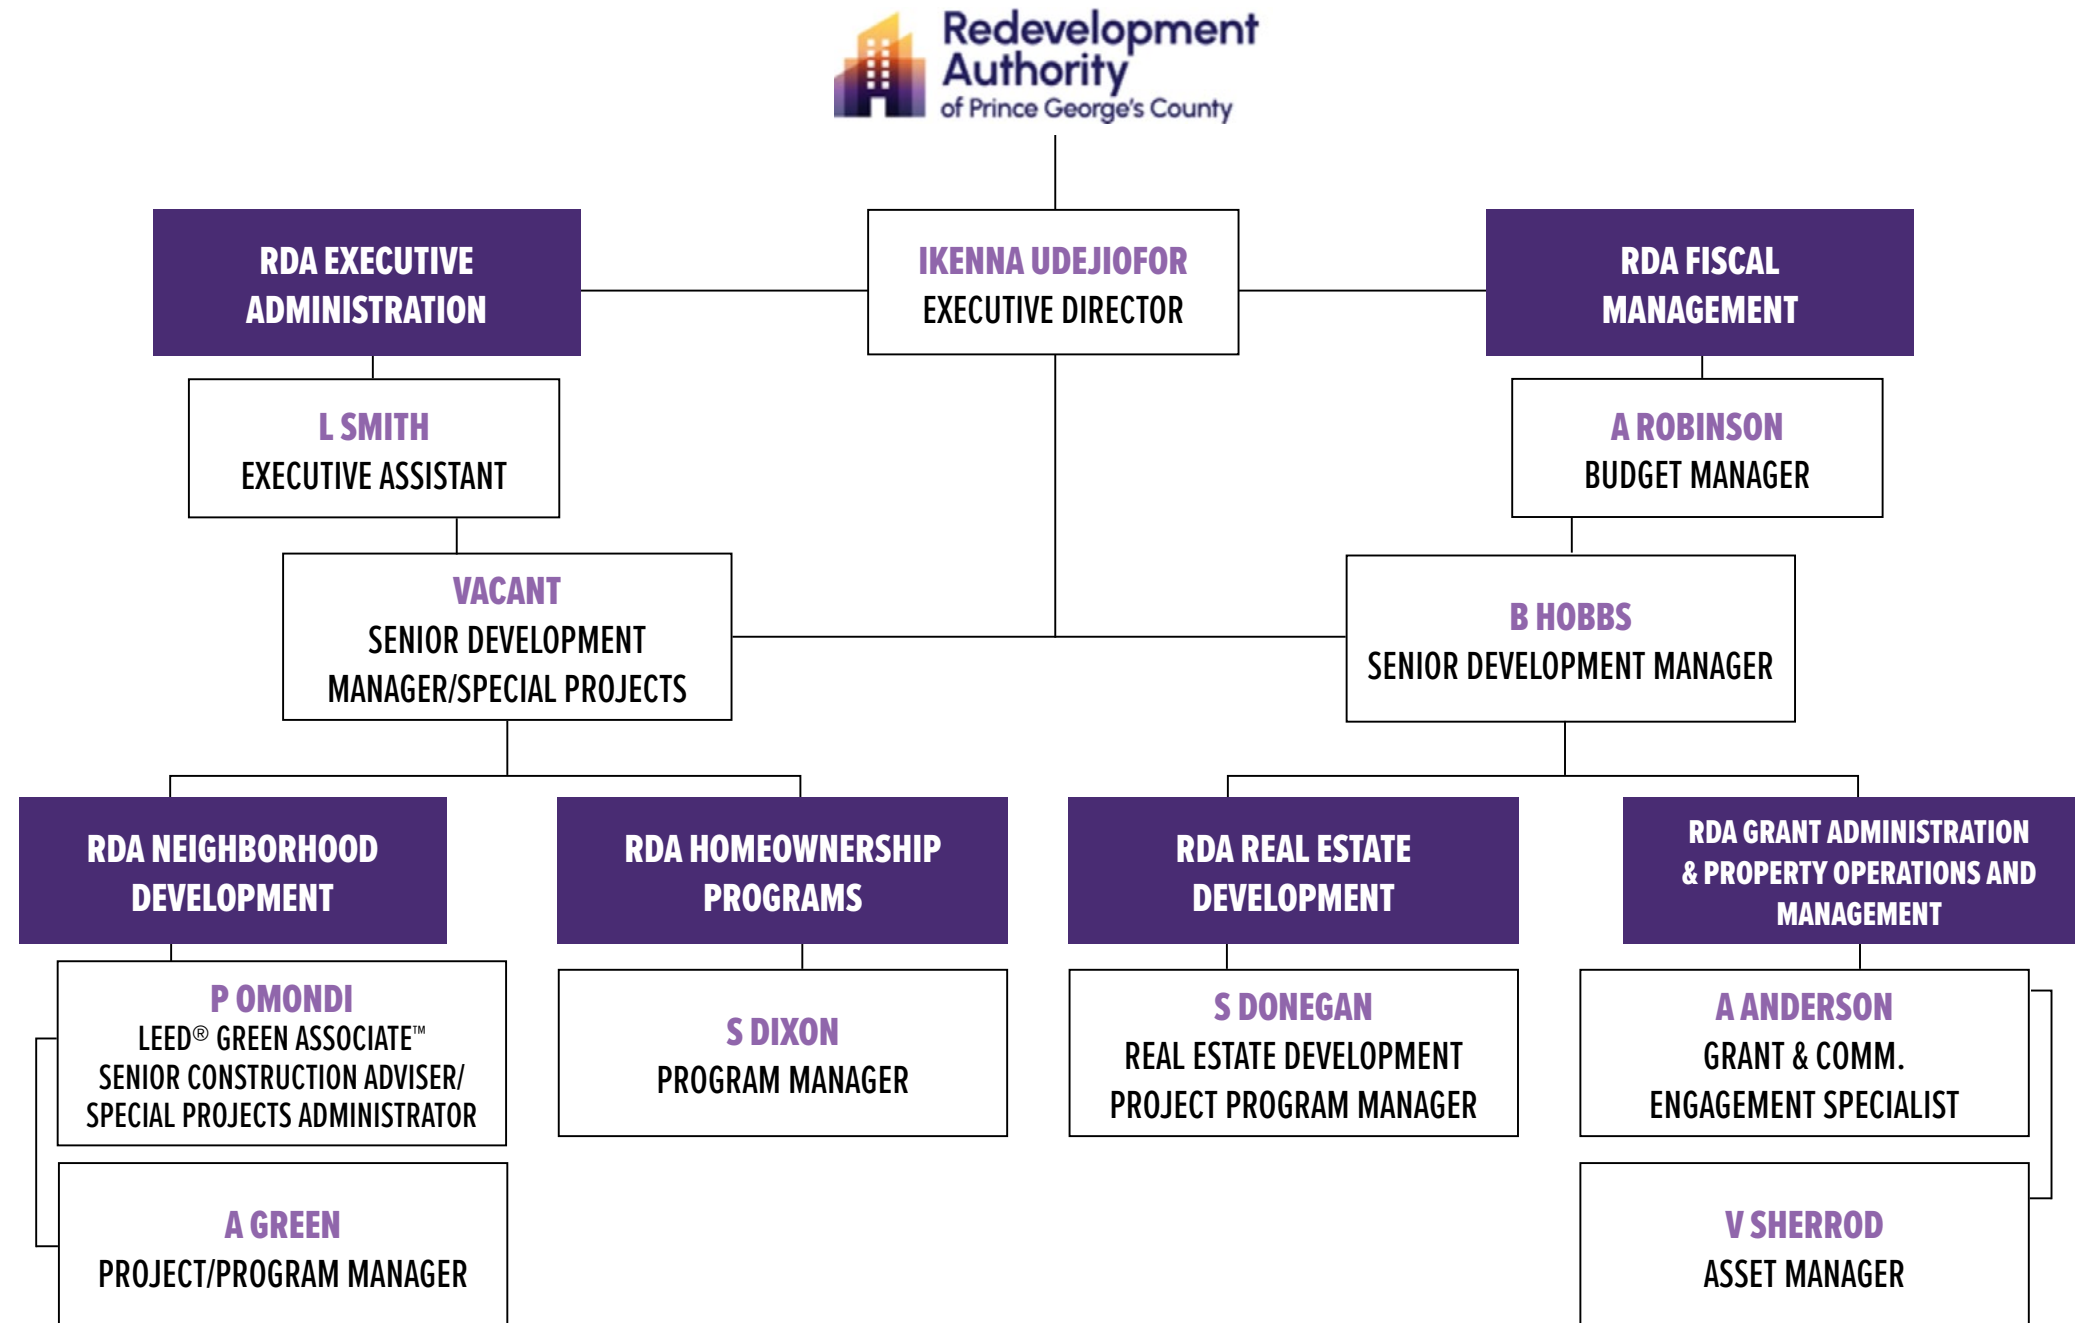 Redevelopment
Authority
of Prince George's County
RDA EXECUTIVE
ADMINISTRATION
IKENNA UDEJIOFOR
EXECUTIVE DIRECTOR
RDA FISCAL
MANAGEMENT
L SMITH
EXECUTIVE ASSISTANT
A ROBINSON
BUDGET MANAGER
VACANT
SENIOR DEVELOPMENT
MANAGER/SPECIAL PROJECTS
B HOBBS
SENIOR DEVELOPMENT MANAGER
RDA NEIGHBORHOOD
DEVELOPMENT
RDA HOMEOWNERSHIP
PROGRAMS
RDA REAL ESTATE
DEVELOPMENT
RDA GRANT ADMINISTRATION
& PROPERTY OPERATIONS AND
MANAGEMENT
P OMONDI
LEED® GREEN ASSOCIATE™
SENIOR CONSTRUCTION ADVISER/
SPECIAL PROJECTS ADMINISTRATOR
S DIXON
PROGRAM MANAGER
S DONEGAN
REAL ESTATE DEVELOPMENT
PROJECT PROGRAM MANAGER
A ANDERSON
GRANT & COMM.
ENGAGEMENT SPECIALIST
A GREEN
PROJECT/PROGRAM MANAGER
V SHERROD
ASSET MANAGER